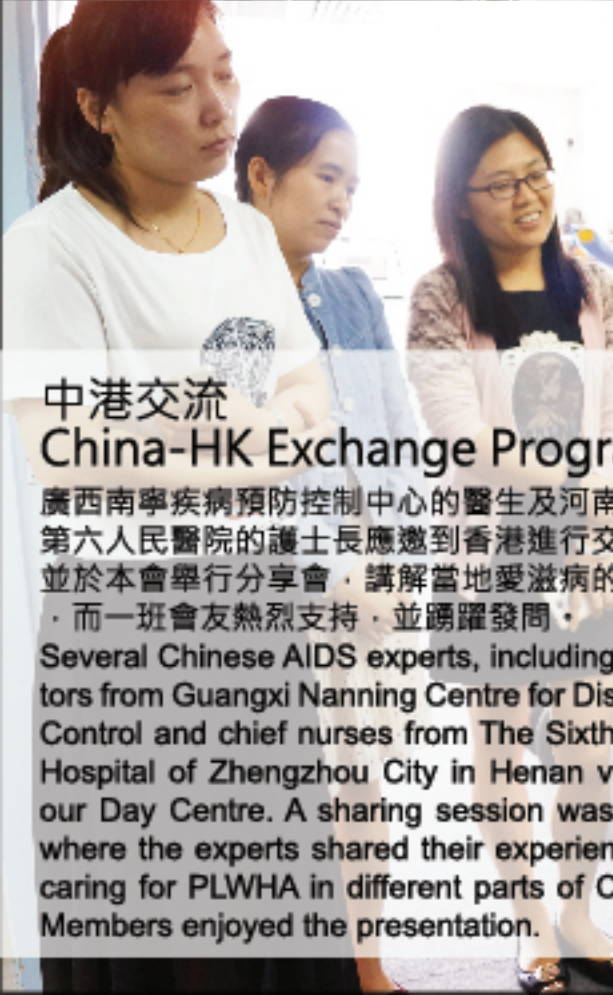 中港交流
China-HK Exchange Progr
廣西南寧疾病預防控制中心的醫生及河南
第六人民醫院的護士長應邀到香港進行交
並於本會舉行分享會，講解當地愛滋病的
，而一班會友熱烈支持，並踴躍發問。
Several Chinese AIDS experts, including
tors from Guangxi Nanning Centre for Dis
Control and chief nurses from The Sixth
Hospital of Zhengzhou City in Henan v
our Day Centre. A sharing session was
where the experts shared their experien
caring for PLWHA in different parts of C
Members enjoyed the presentation.